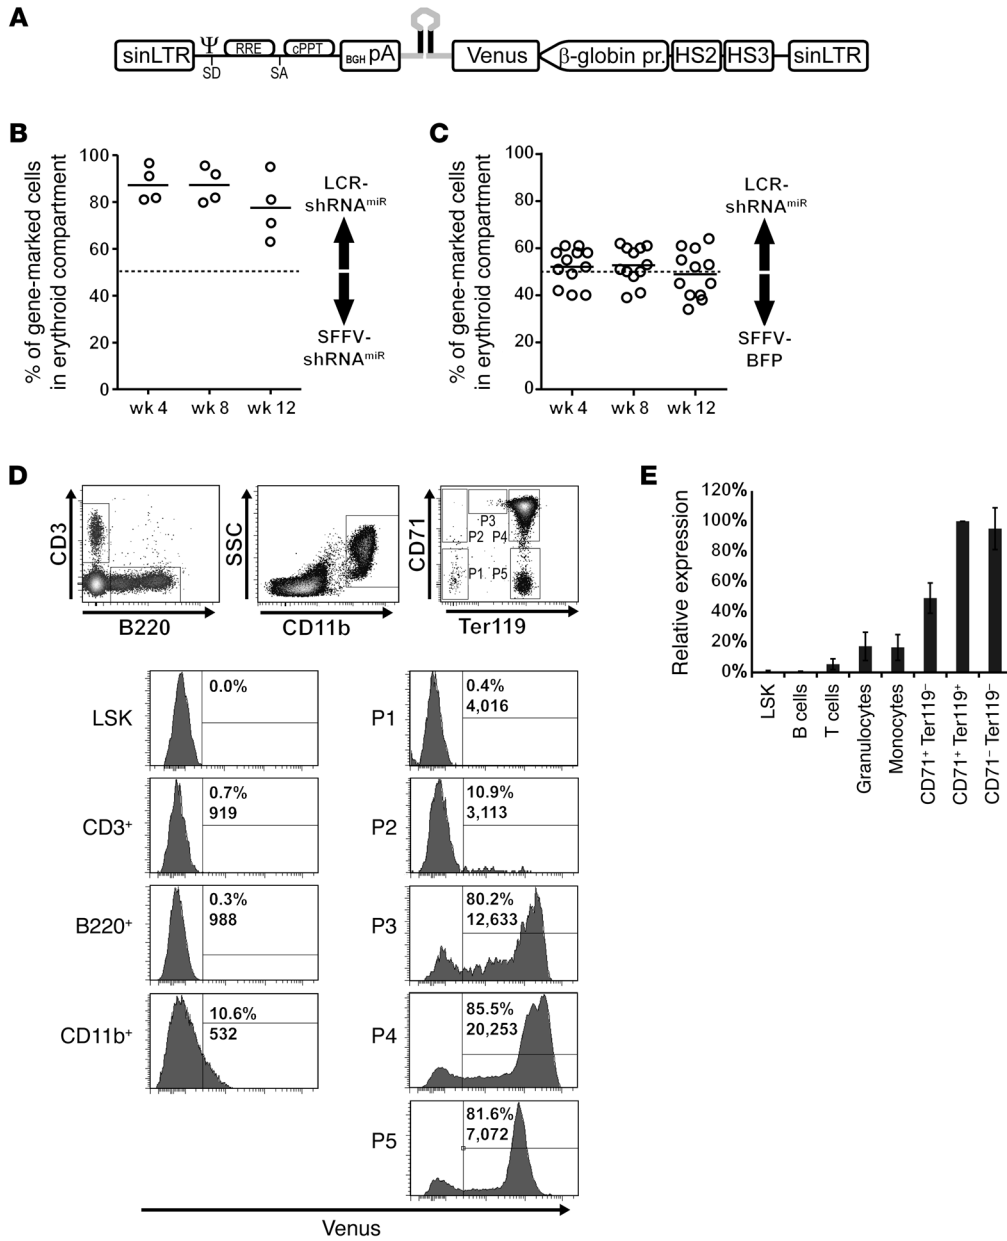 A
sinLTR Ψ RRE cPPT BGH pA Venus β-globin pr. HS2 HS3 sinLTR
SD SA
B
% of gene-marked cells
in erythroid compartment
100
80
60
40
20
0
wk 4 wk 8 wk 12
LCR-
shRNAmiR
SFFV-
shRNAmiR
C
% of gene-marked cells
in erythroid compartment
100
80
60
40
20
0
wk 4 wk 8 wk 12
LCR-
shRNAmiR
SFFV-
BFP
D
CD3
B220
SSC
CD11b
CD71
P3
P2 P4
P1 P5
Ter119
LSK
0.0%
CD3+
0.7%
919
B220+
0.3%
988
CD11b+
10.6%
532
P1
0.4%
4,016
P2
10.9%
3,113
P3
80.2%
12,633
P4
85.5%
20,253
P5
81.6%
7,072
Venus
E
Relative expression
120%
100%
80%
60%
40%
20%
0%
LSK
B cells
T cells
Granulocytes
Monocytes
CD71+ Ter119−
CD71+ Ter119+
CD71− Ter119−